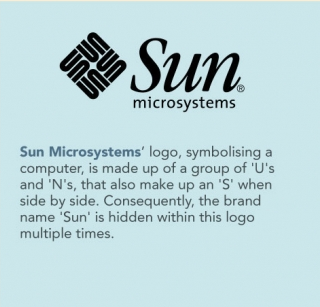 Sun®
microsystems
Sun Microsystems’ logo, symbolising a
computer, is made up of a group of 'U's
and 'N's, that also make up an 'S' when
side by side. Consequently, the brand
name 'Sun' is hidden within this logo
multiple times.